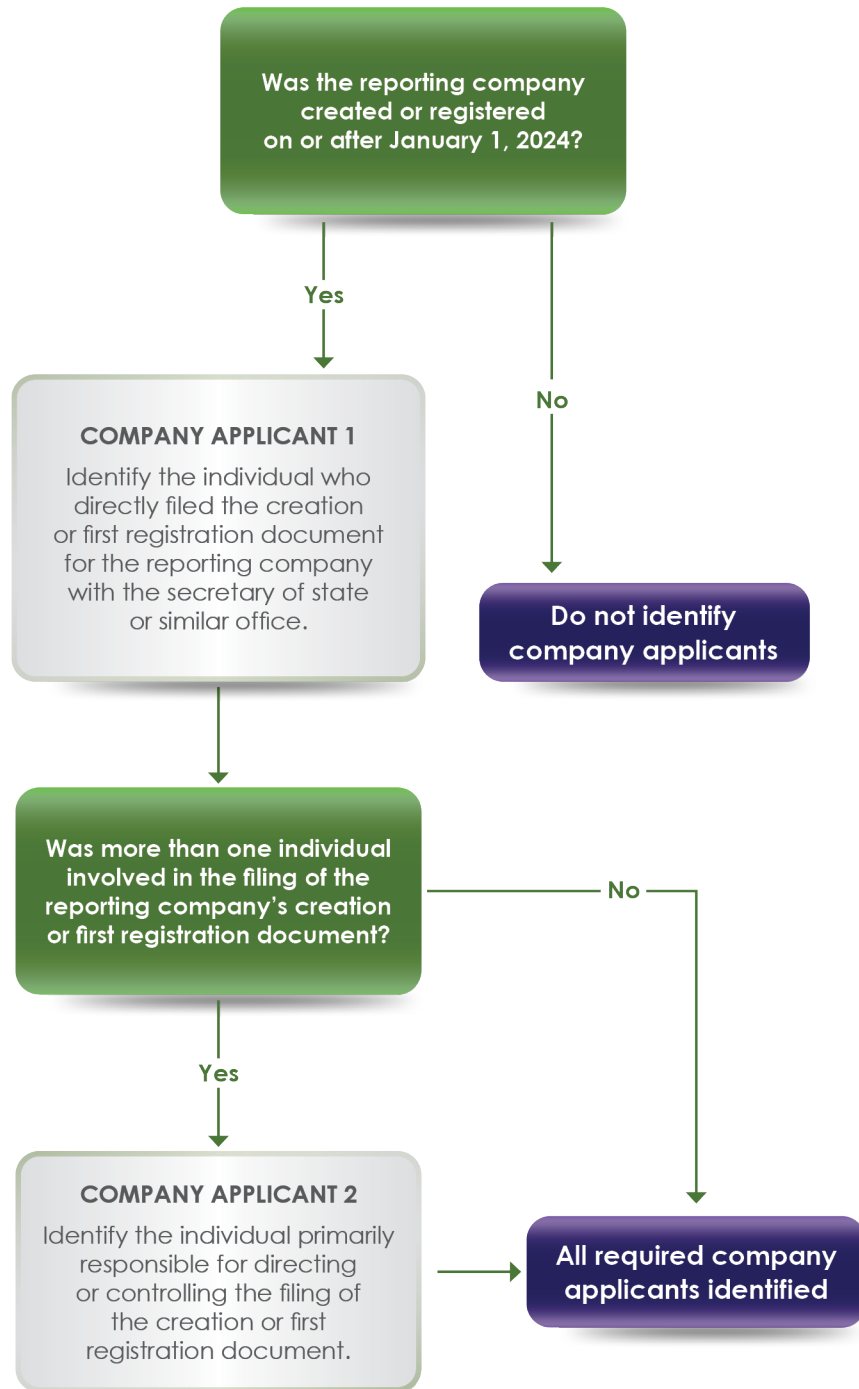 Was the reporting company
created or registered
on or after January 1, 2024?
Yes
No
COMPANY APPLICANT 1
Identify the individual who
directly filed the creation
or first registration document
for the reporting company
with the secretary of state
or similar office.
Do not identify
company applicants
Was more than one individual
involved in the filing of the
reporting company’s creation
or first registration document?
No
Yes
COMPANY APPLICANT 2
Identify the individual primarily
responsible for directing
or controlling the filing of
the creation or first
registration document.
All required company
applicants identified